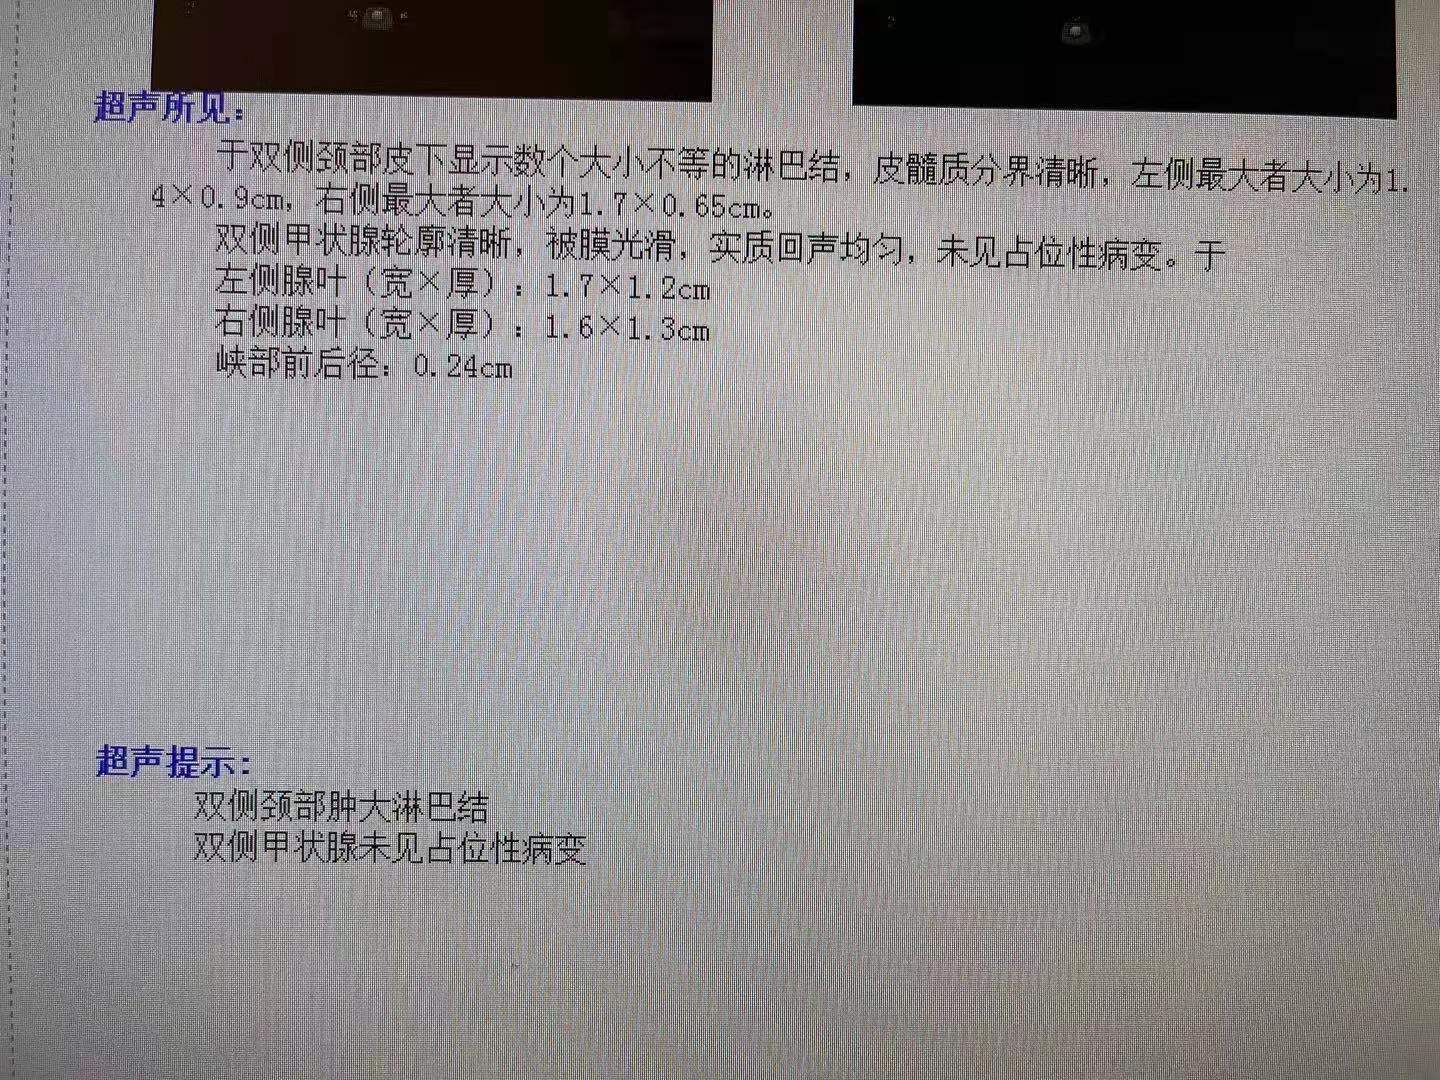 超声所见：
于双侧颈部皮下显示数个大小不等的淋巴结，皮髓质分界清晰，左侧最大者大小为1.
4×0.9cm，右侧最大者大小为1.7×0.65cm。
双侧甲状腺轮廓清晰，被膜光滑，实质回声均匀，未见占位性病变。于
左侧腺叶（宽×厚）：1.7×1.2cm
右侧腺叶（宽×厚）：1.6×1.3cm
峡部前后径：0.24cm
超声提示：
双侧颈部肿大淋巴结
双侧甲状腺未见占位性病变